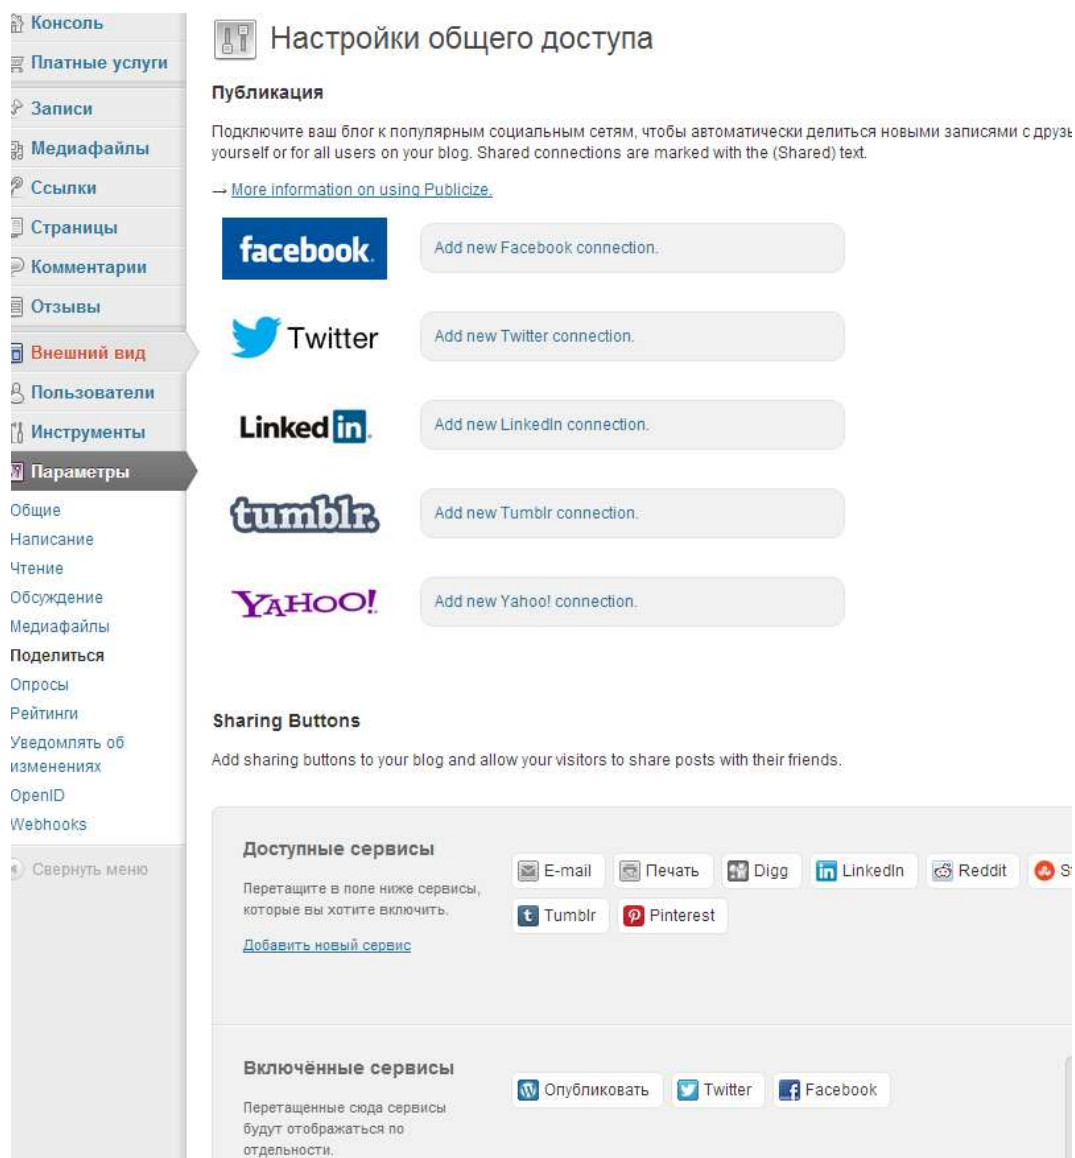 Консоль
Платные услуги
Записи
Медиафайлы
Ссылки
Страницы
Комментарии
Отзывы
Внешний вид
Пользователи
Инструменты
Параметры
Общие
Написание
Чтение
Обсуждение
Медиафайлы
Поделиться
Опросы
Рейтинги
Уведомлять об
изменениях
OpenID
Webhooks
Свернуть меню
Настройки общего доступа
Публикация
Подключите ваш блог к популярным социальным сетям, чтобы автоматически делиться новыми записями с друзь
yourself or for all users on your blog. Shared connections are marked with the (Shared) text.
→ More information on using Publicize.
facebook.
Add new Facebook connection.
Twitter
Add new Twitter connection.
Linked in.
Add new LinkedIn connection.
tumblr.
Add new Tumblr connection.
YAHOO!
Add new Yahoo! connection.
Sharing Buttons
Add sharing buttons to your blog and allow your visitors to share posts with their friends.
Доступные сервисы
Перетащите в поле ниже сервисы,
которые вы хотите включить.
Добавить новый сервис
E-mail Печать Digg LinkedIn Reddit St
Tumblr Pinterest
Включённые сервисы
Перетащенные сюда сервисы
будут отображаться по
отдельности.
Опубликовать Twitter Facebook